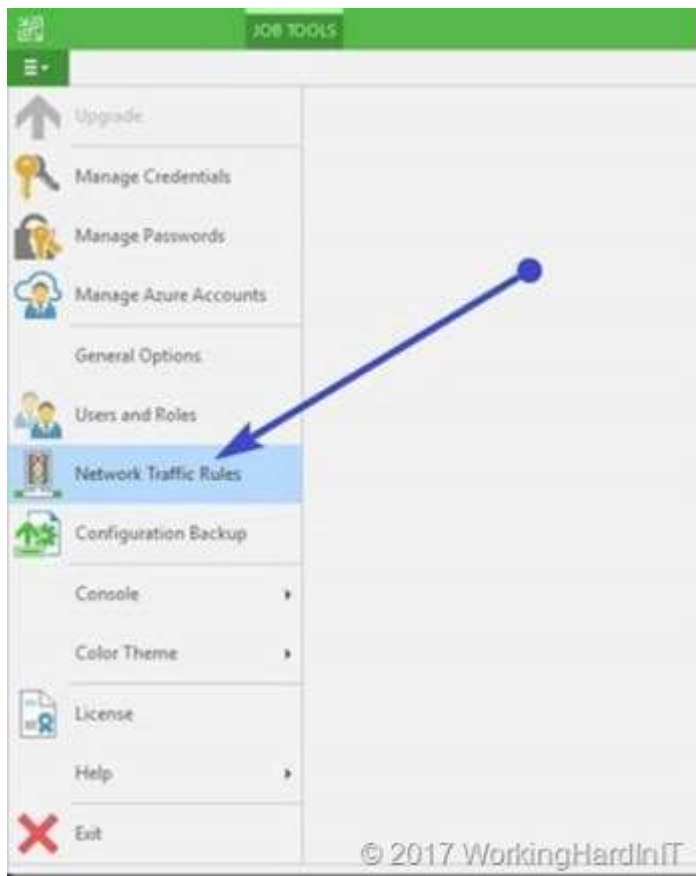 JOB TOOLS
Upgrade
Manage Credentials
Manage Passwords
Manage Azure Accounts
General Options
Users and Roles
Network Traffic Rules
Configuration Backup
Console
Color Theme
License
Help
Exit
© 2017 WorkingHardInIT